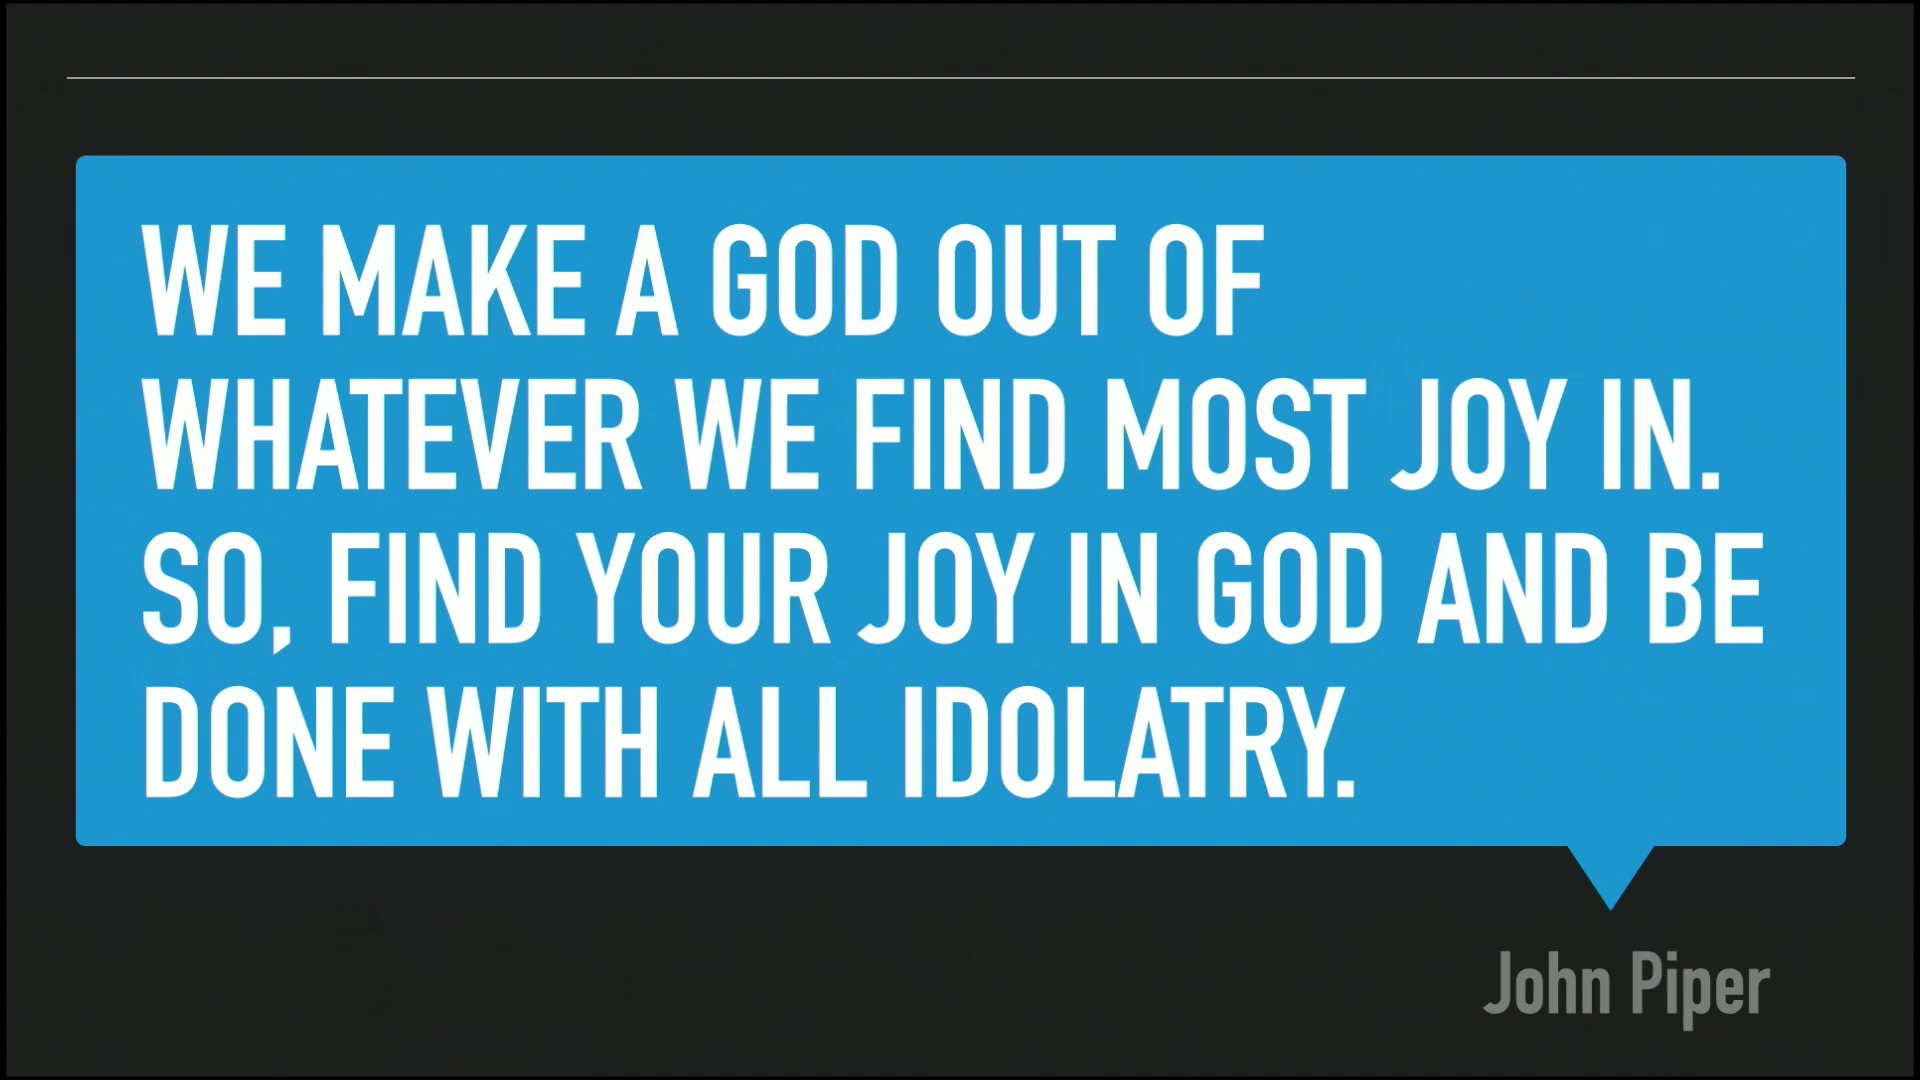 WE MAKE A GOD OUT OF
WHATEVER WE FIND MOST JOY IN.
SO, FIND YOUR JOY IN GOD AND BE
DONE WITH ALL IDOLATRY.
John Piper